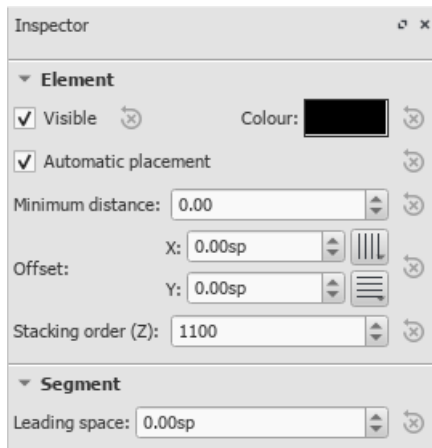 Inspector
Element
Visible Colour:
Automatic placement
Minimum distance: 0.00
X: 0.00sp
Offset:
Y: 0.00sp
Stacking order (Z): 1100
Segment
Leading space: 0.00sp